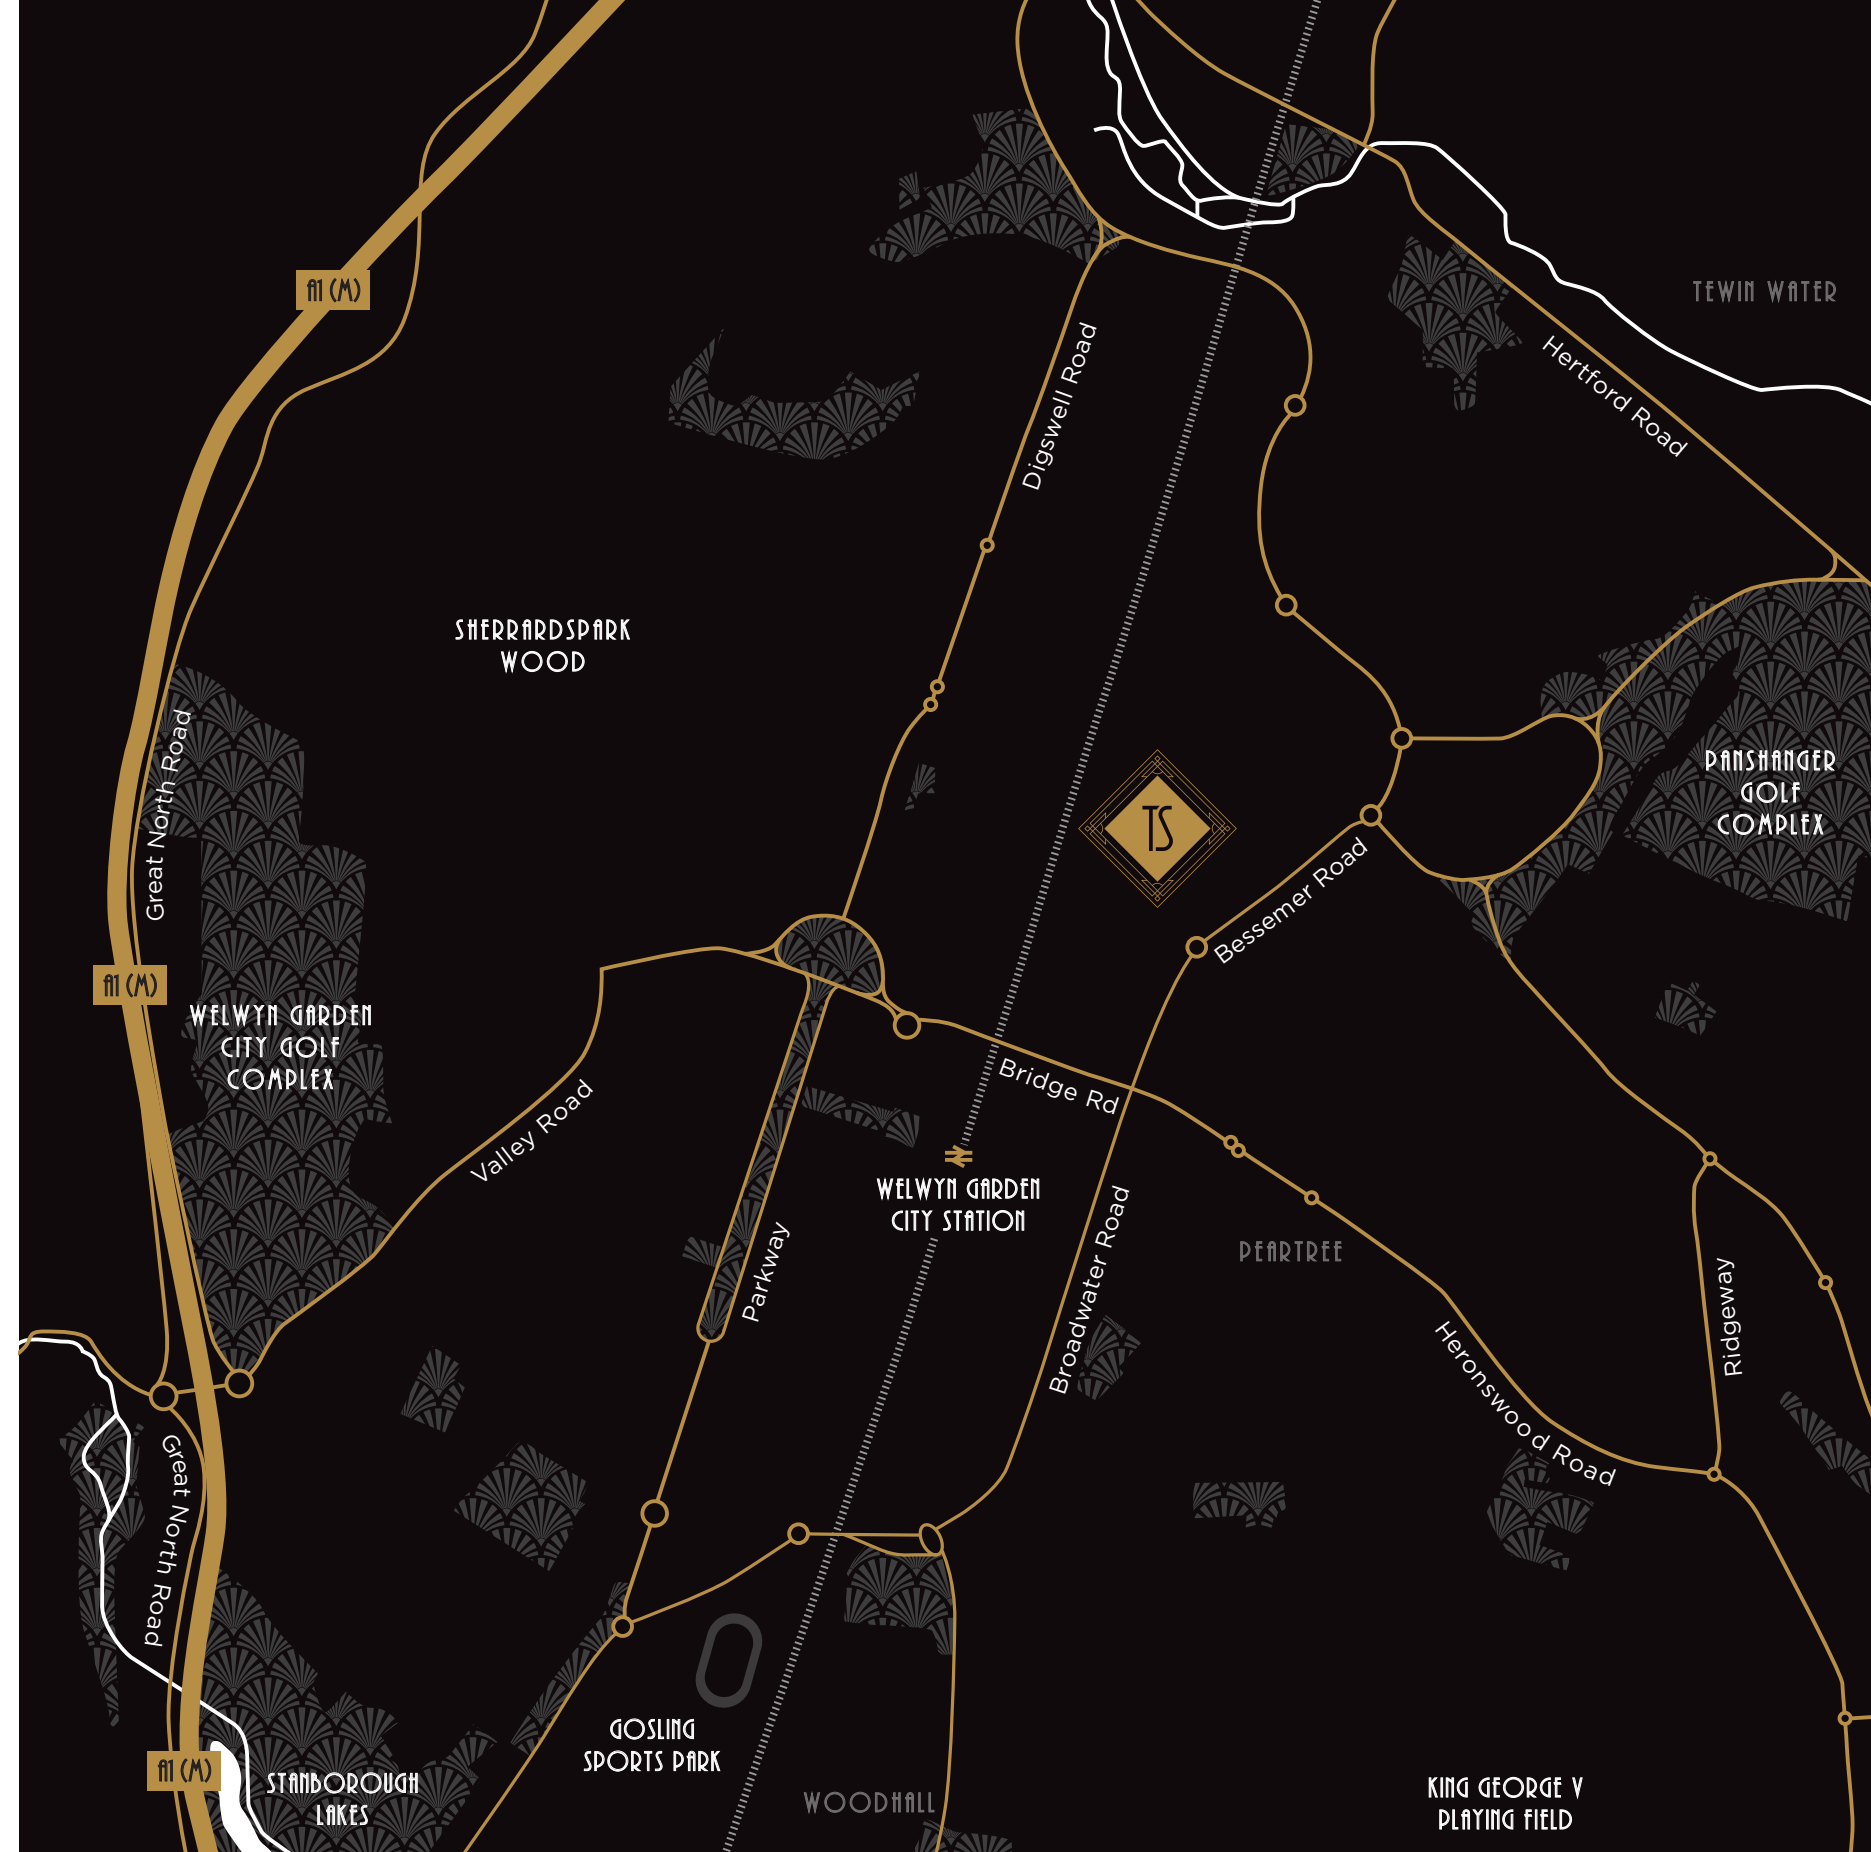 A1 (M)
TEWIN WATER
Digswell Road
Hertford Road
SHERRARDSPARK
WOOD
Great North Road
PANSHANGER
GOLF
COMPLEX
TS
Bessemer Road
A1 (M)
WELWYN GARDEN
CITY GOLF
COMPLEX
Bridge Rd
Valley Road
WELWYN GARDEN
CITY STATION
Parkway
Broadwater Road
PEARTREE
Ridgeway
Heronswood Road
Great North Road
GOSLING
SPORTS PARK
A1 (M)
STANBOROUGH
LAKES
WOODHALL
KING GEORGE V
PLAYING FIELD